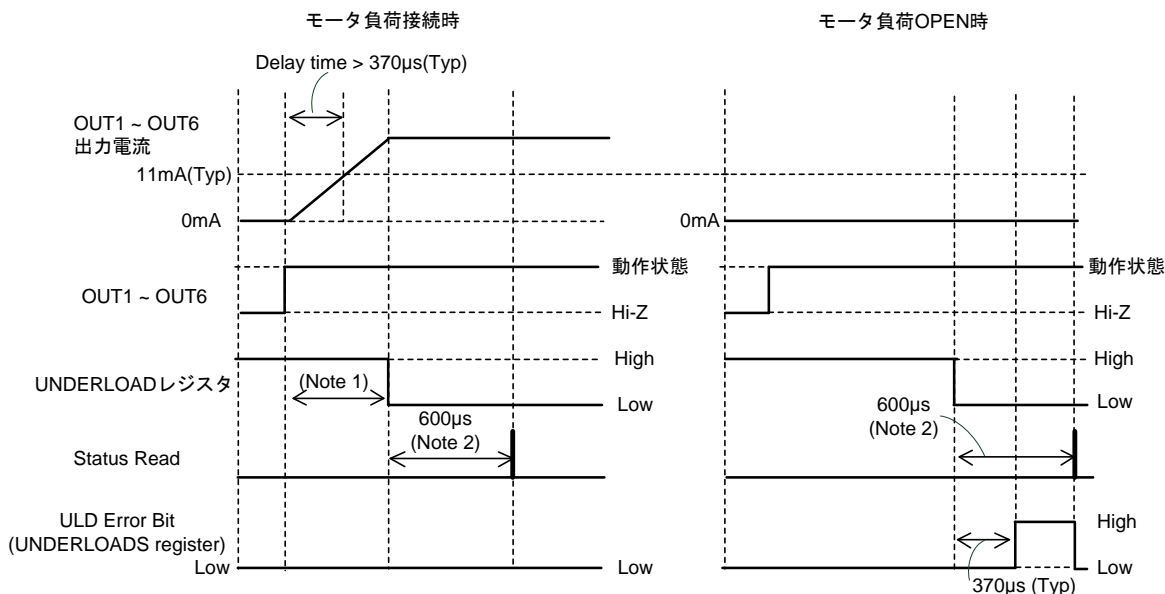 モータ負荷接続時
モータ負荷OPEN時
Delay time > 370µs(Typ)
OUT1 ~ OUT6
出力電流
11mA(Typ)
0mA
0mA
OUT1 ~ OUT6
動作状態
Hi-Z
動作状態
Hi-Z
UNDERLOADレジスタ
(Note 1)
High
Low
High
Low
600µs
(Note 2)
600µs
(Note 2)
Status Read
ULD Error Bit
(UNDERLOADS register)
Low
Low
High
Low
370µs (Typ)